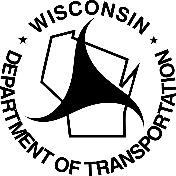 WISCONSIN
DEPARTMENT OF TRANSPORTATION